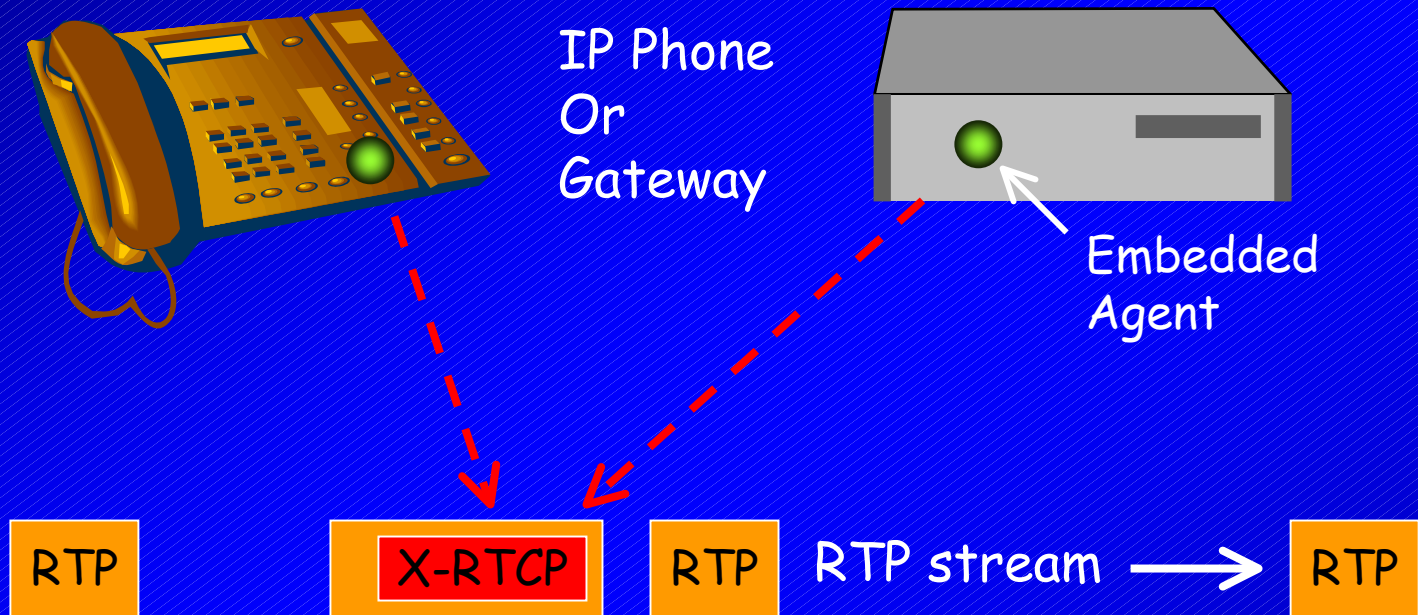 IP Phone
Or
Gateway
Embedded
Agent
RTP
X-RTCP
RTP
RTP stream
RTP